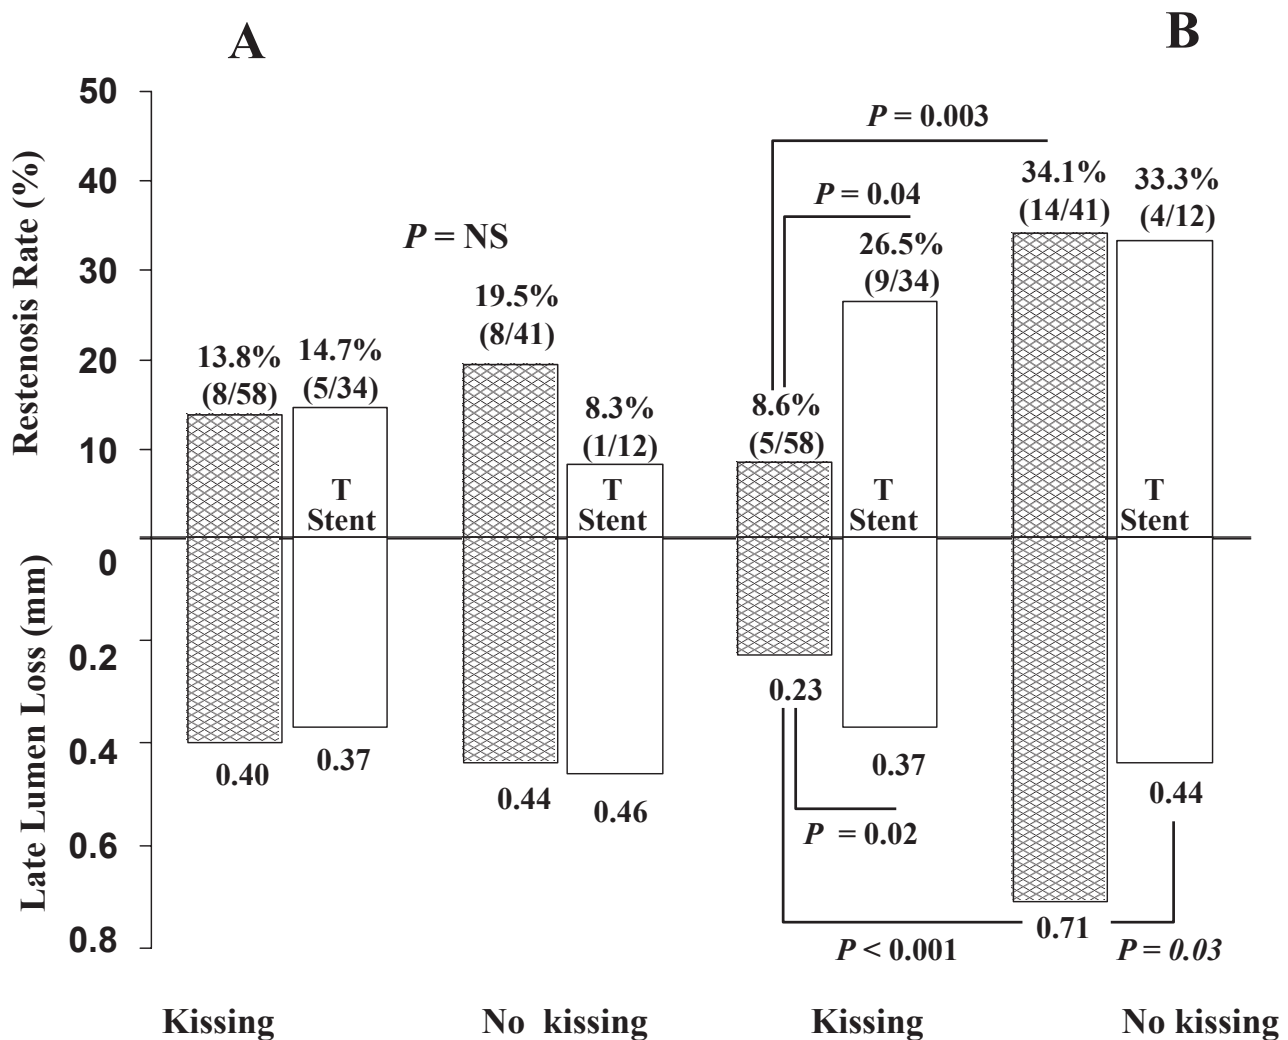 A
B
Restenosis Rate (%)
50
40
30
20
10
P = NS
13.8%
(8/58)
14.7%
(5/34)
19.5%
(8/41)
8.3%
(1/12)
P = 0.003
P = 0.04
8.6%
(5/58)
26.5%
(9/34)
34.1%
(14/41)
33.3%
(4/12)
T
Stent
T
Stent
T
Stent
T
Stent
Late Lumen Loss (mm)
0
0.2
0.4
0.6
0.8
0.40
0.37
0.44
0.46
0.23
0.37
0.71
0.44
P = 0.02
P < 0.001
P = 0.03
Kissing
No kissing
Kissing
No kissing